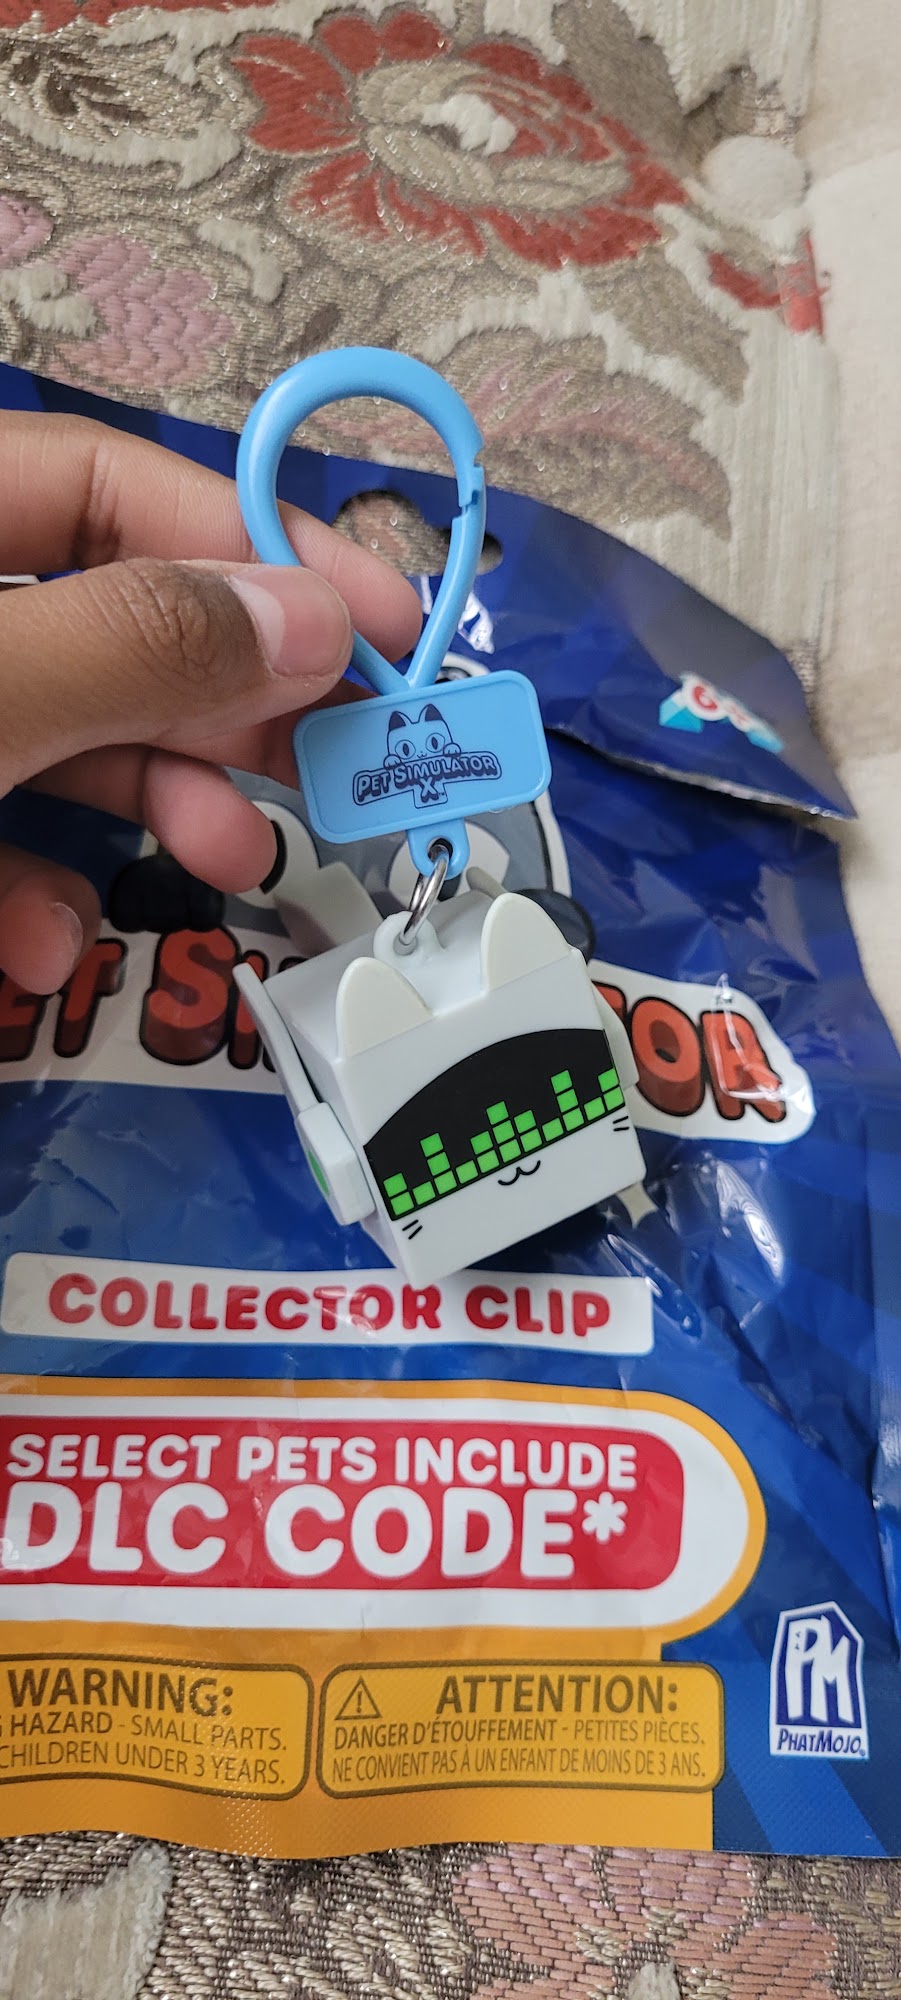 PET SIMULATOR
X
COLLECTOR CLIP
SELECT PETS INCLUDE
DLC CODE*
WARNING:
HAZARD - SMALL PARTS.
CHILDREN UNDER 3 YEARS.
ATTENTION:
DANGER D'ÉTOUFFEMENT - PETITES PIÈCES.
NE CONVIENT PAS À UN ENFANT DE MOINS DE 3 ANS.
PM
PHATMOJO